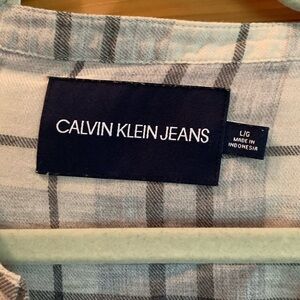 CALVIN KLEIN JEANS
L/G
MADE IN
INDONESIA